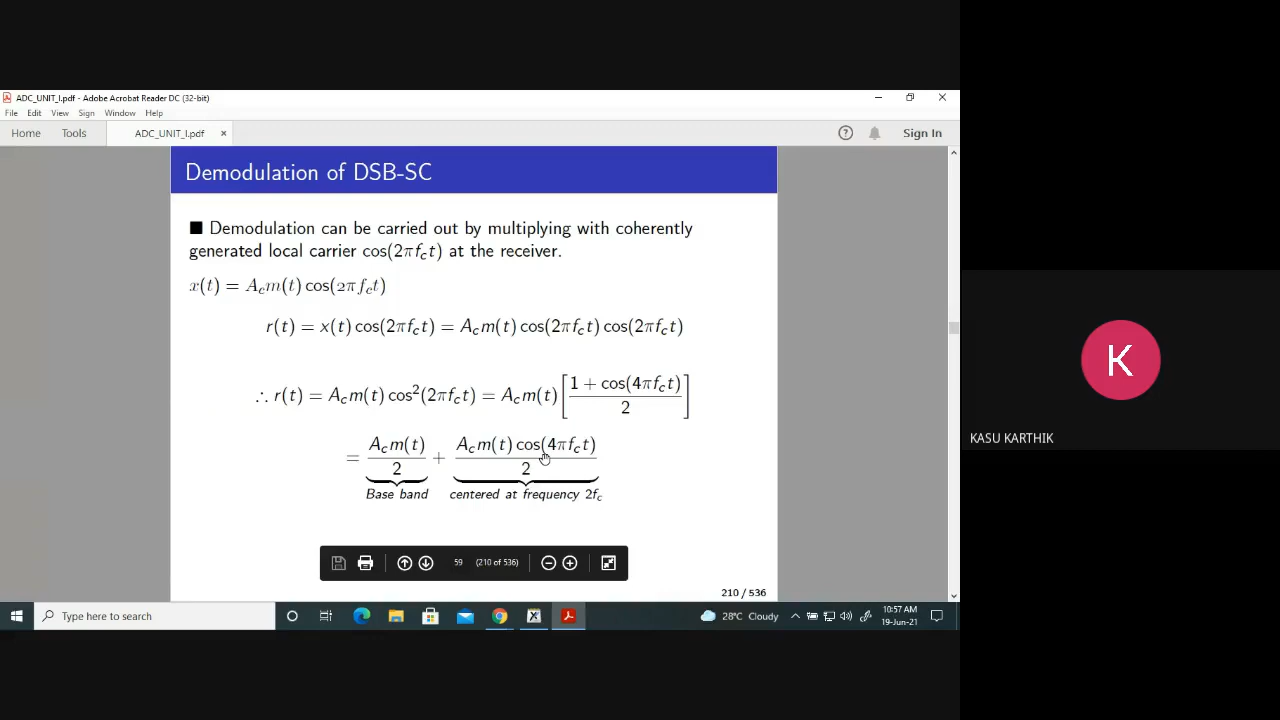 ADC_UNIT_I.pdf - Adobe Acrobat Reader DC (32-bit)
File Edit View Sign Window Help
Home Tools ADC_UNIT_I.pdf × ? Sign In
Demodulation of DSB-SC
■ Demodulation can be carried out by multiplying with coherently
generated local carrier cos(2πf_ct) at the receiver.
x(t) = A_cm(t) cos(2πf_ct)
r(t) = x(t) cos(2πf_ct) = A_cm(t) cos(2πf_ct) cos(2πf_ct)
∴ r(t) = A_cm(t) cos²(2πf_ct) = A_cm(t) [ (1 + cos(4πf_ct)) / 2 ]
= A_cm(t) / 2 + A_cm(t) cos(4πf_ct) / 2
Base band centered at frequency 2f_c
59 (210 of 536)
210 / 536
K
KASU KARTHIK
Type here to search
28°C Cloudy
10:57 AM
19-Jun-21